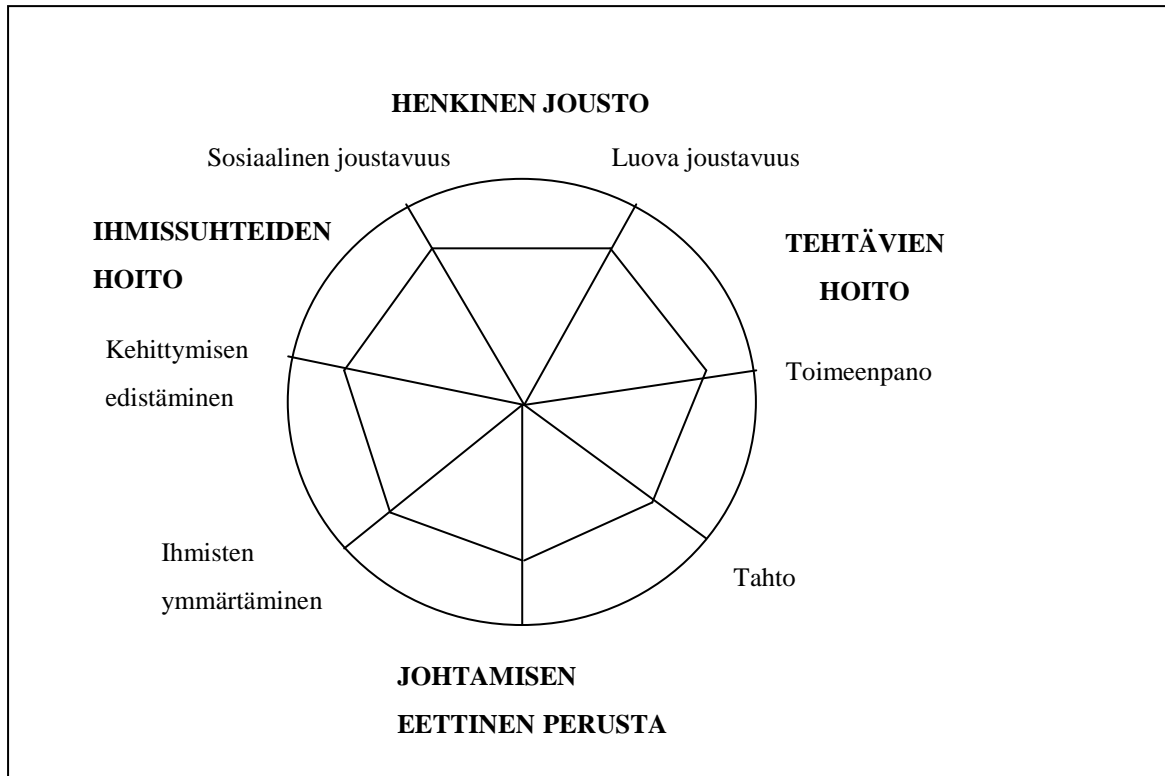 HENKINEN JOUSTO
Sosiaalinen joustavuus
Luova joustavuus
IHMISSUHTEIDEN
HOITO
TEHTÄVIEN
HOITO
Kehittymisen
edistäminen
Toimeenpano
Ihmisten
ymmärtäminen
Tahto
JOHTAMISEN
EETTINEN PERUSTA